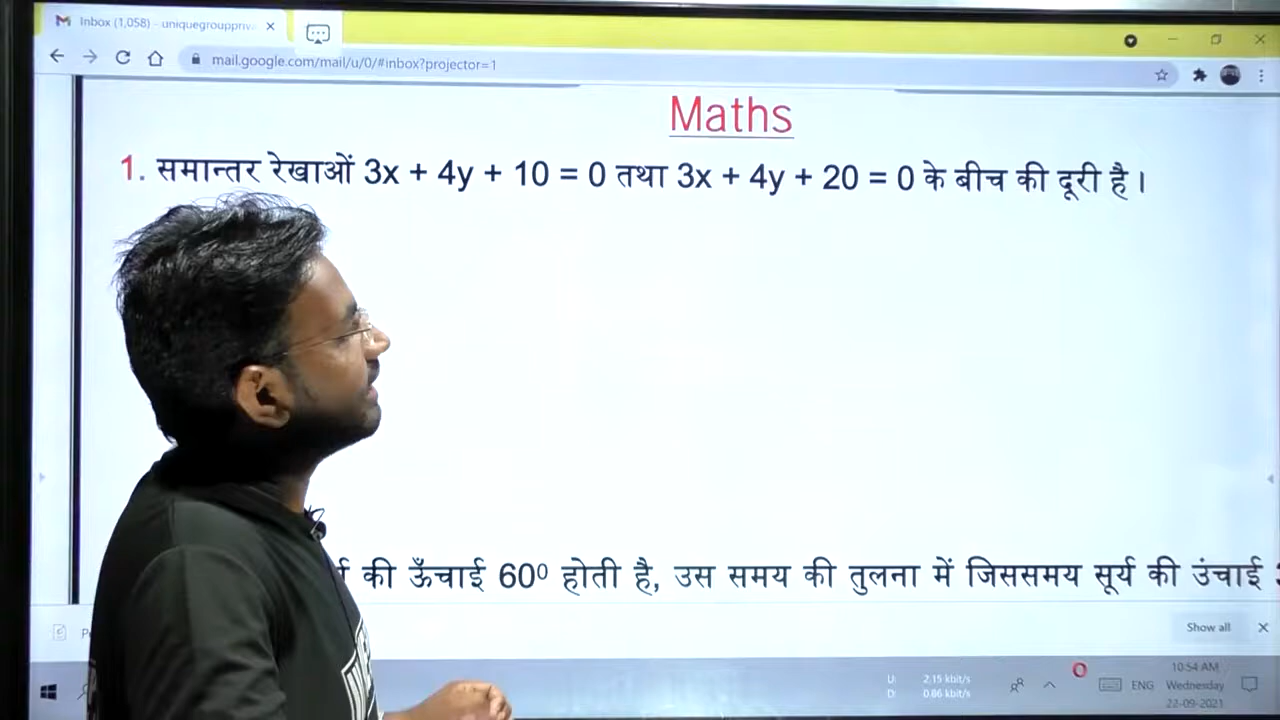 Inbox (1,058) - uniquegrouppriv
mail.google.com/mail/u/0/#inbox?projector=1
Maths
1. समान्तर रेखाओं 3x + 4y + 10 = 0 तथा 3x + 4y + 20 = 0 के बीच की दूरी है।
की ऊँचाई 60⁰ होती है, उस समय की तुलना में जिससमय सूर्य की उंचाई
Show all
U: 2.15 kbit/s
D: 0.86 kbit/s
ENG
10:54 AM
Wednesday
22-09-2021